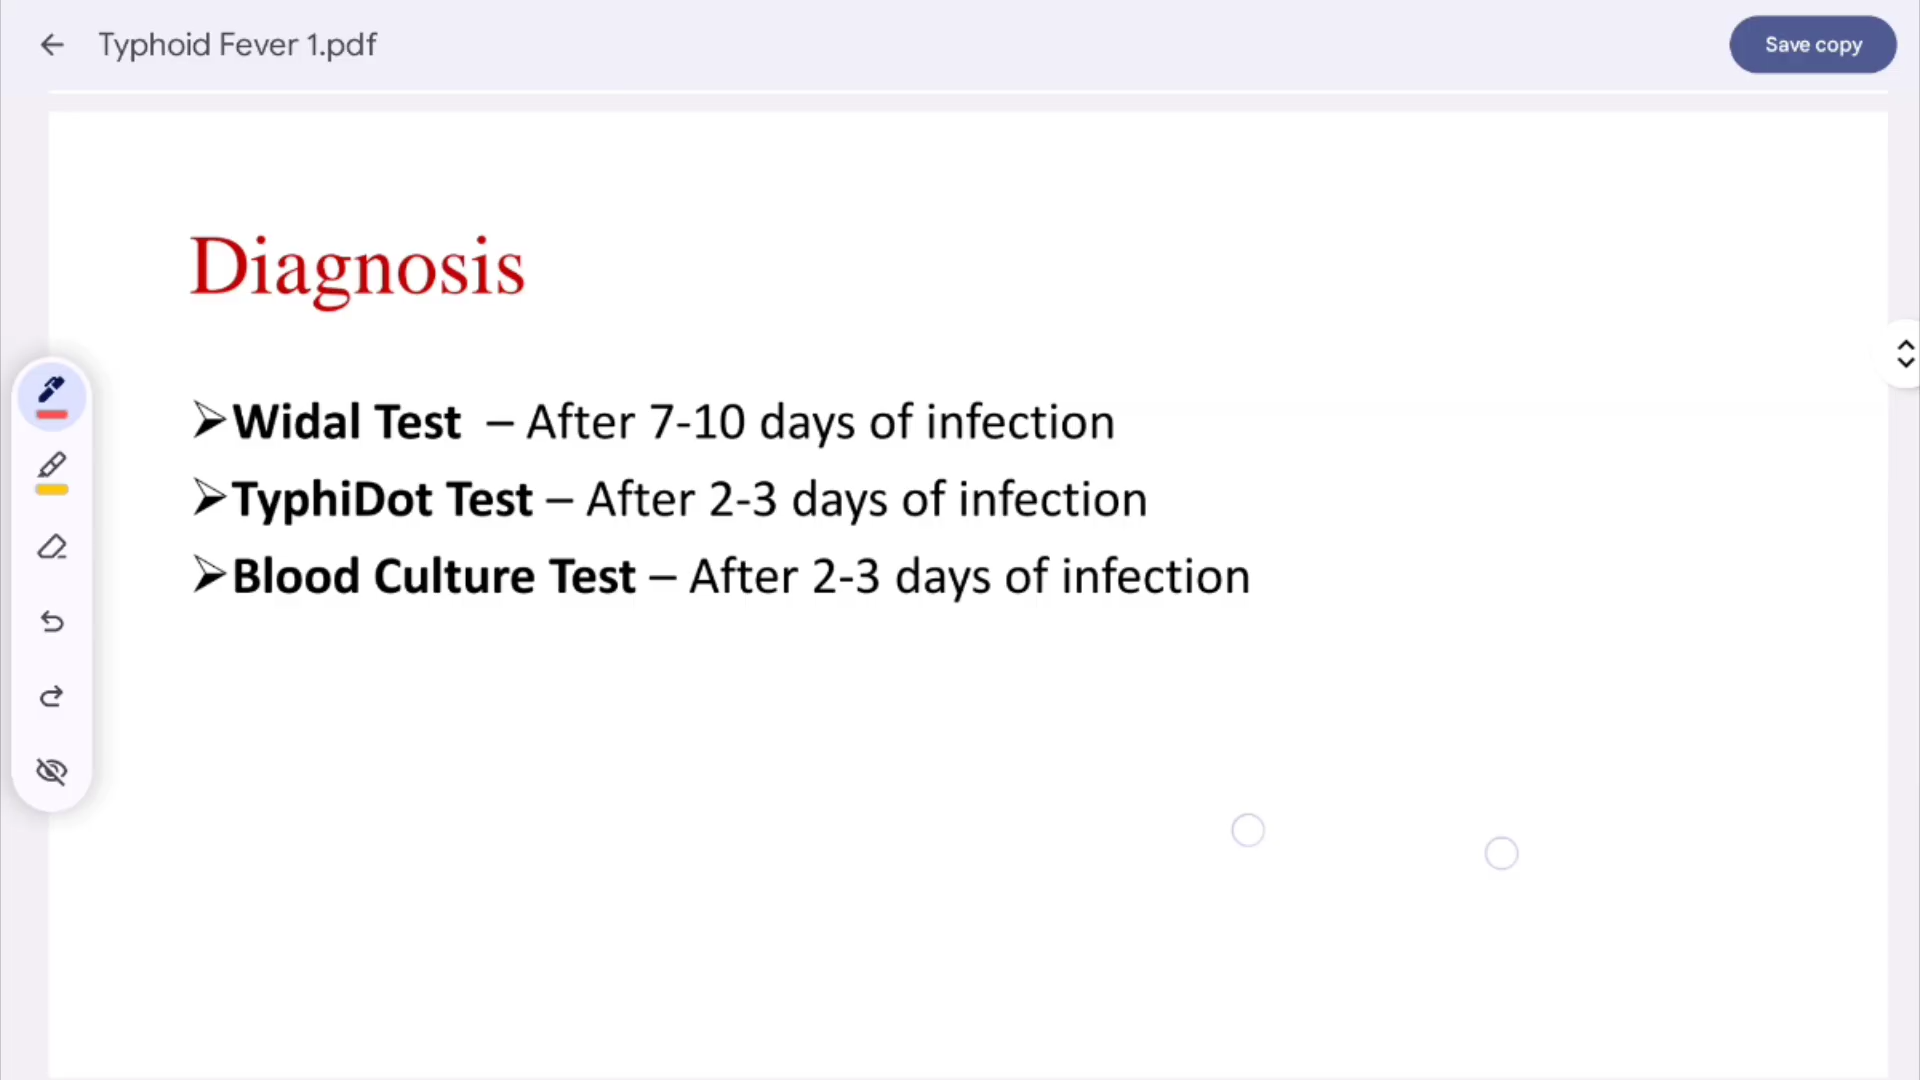 Typhoid Fever 1.pdf
Save copy
Diagnosis
➢Widal Test – After 7-10 days of infection
➢TyphiDot Test – After 2-3 days of infection
➢Blood Culture Test – After 2-3 days of infection